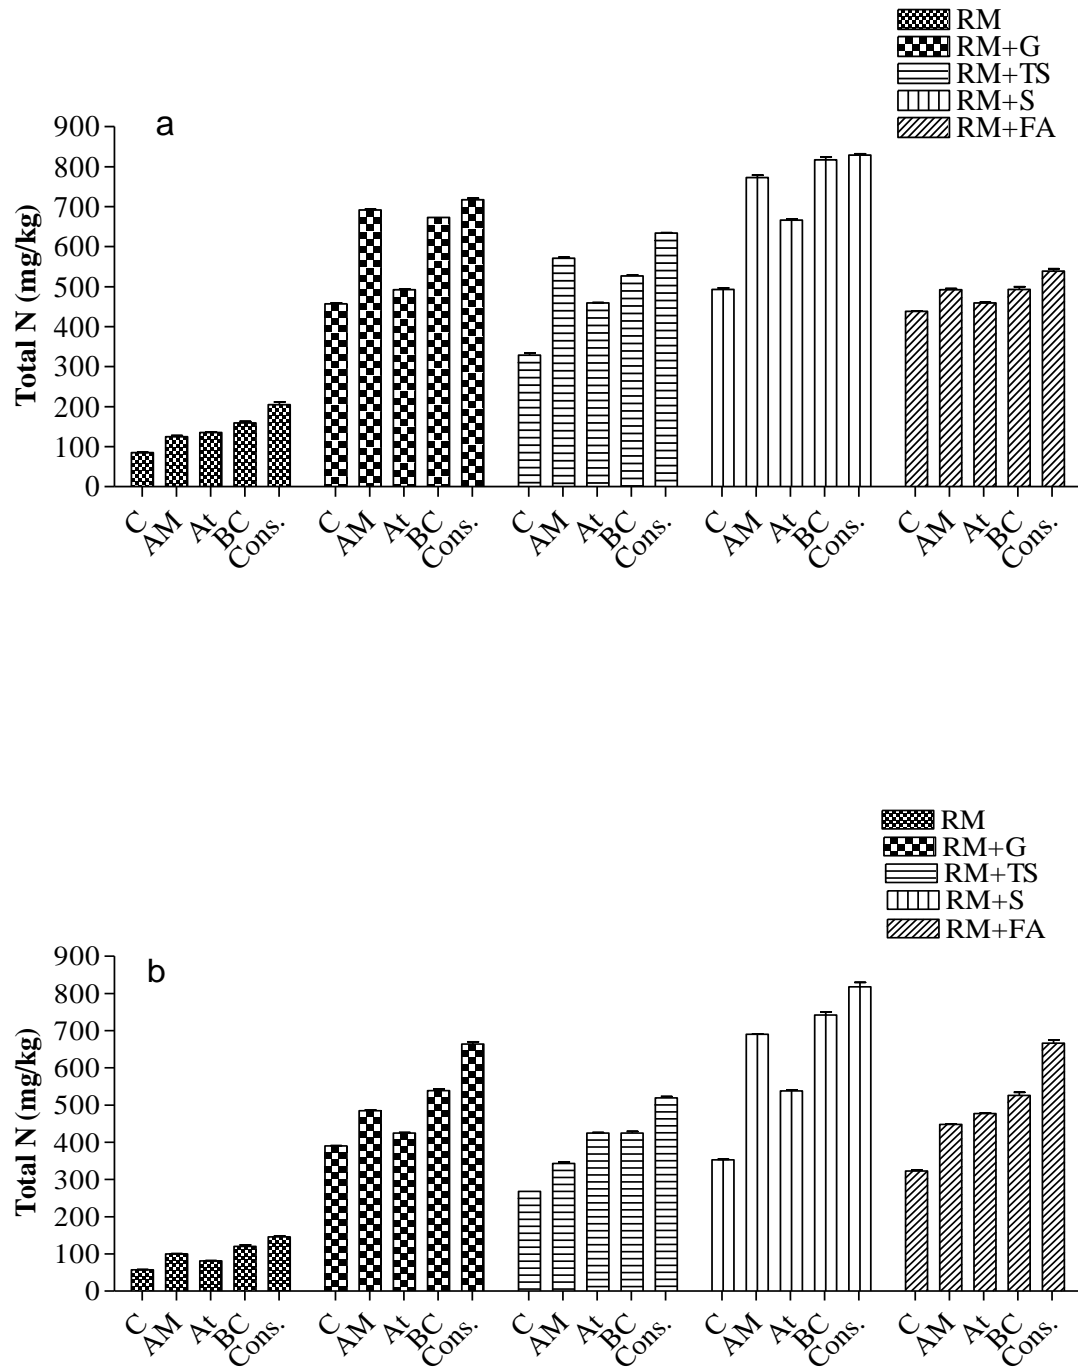 RM
RM+G
RM+TS
RM+S
RM+FA
a
Total N (mg/kg)
900
800
700
600
500
400
300
200
100
0
C AM At BC Cons. C AM At BC Cons. C AM At BC Cons. C AM At BC Cons. C AM At BC Cons.
RM
RM+G
RM+TS
RM+S
RM+FA
b
Total N (mg/kg)
900
800
700
600
500
400
300
200
100
0
C AM At BC Cons. C AM At BC Cons. C AM At BC Cons. C AM At BC Cons. C AM At BC Cons.